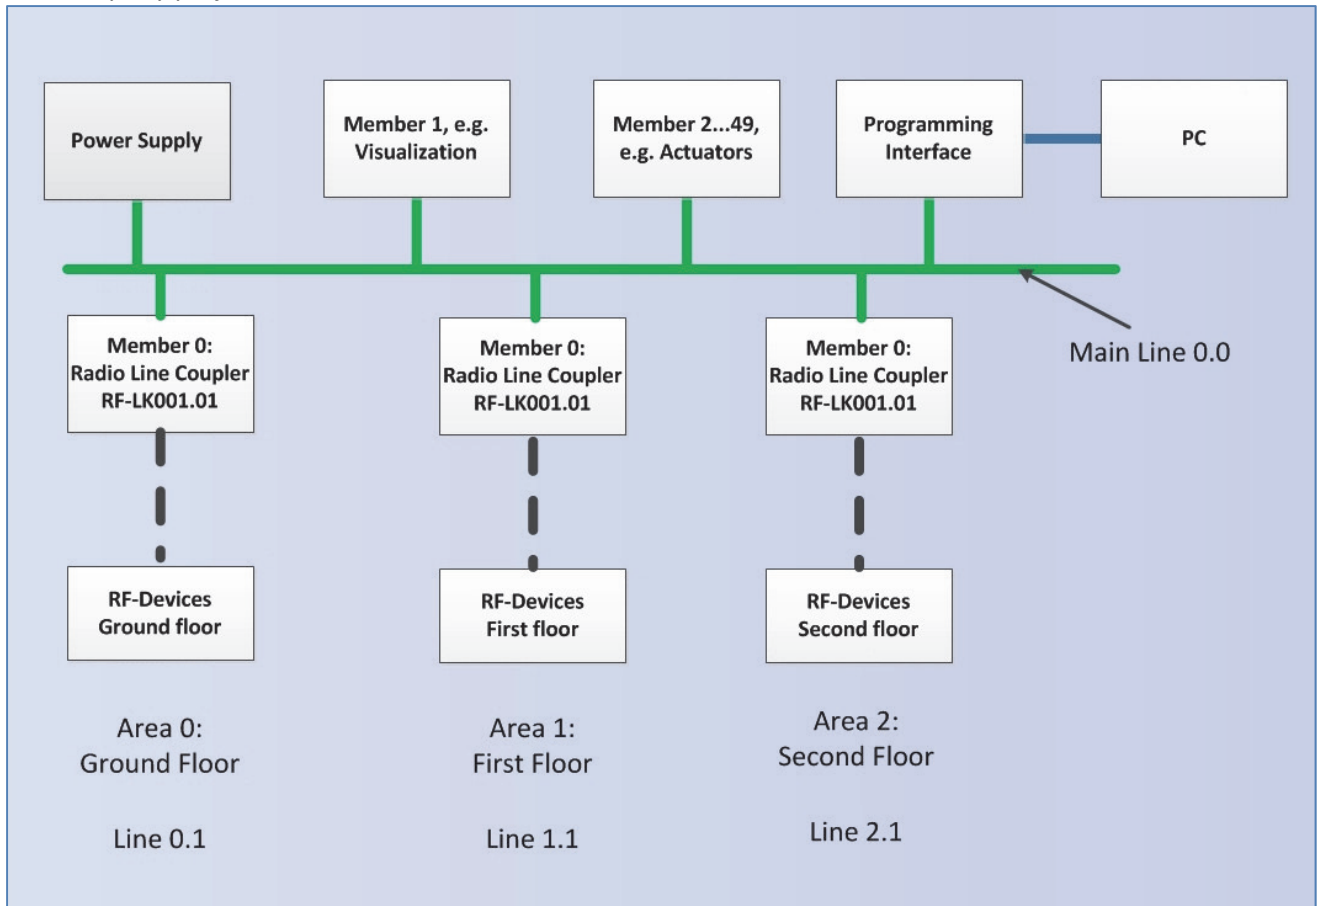 Power Supply
Member 1, e.g.
Visualization
Member 2...49,
e.g. Actuators
Programming
Interface
PC
Main Line 0.0
Member 0:
Radio Line Coupler
RF-LK001.01
Member 0:
Radio Line Coupler
RF-LK001.01
Member 0:
Radio Line Coupler
RF-LK001.01
RF-Devices
Ground floor
RF-Devices
First floor
RF-Devices
Second floor
Area 0:
Ground Floor
Line 0.1
Area 1:
First Floor
Line 1.1
Area 2:
Second Floor
Line 2.1